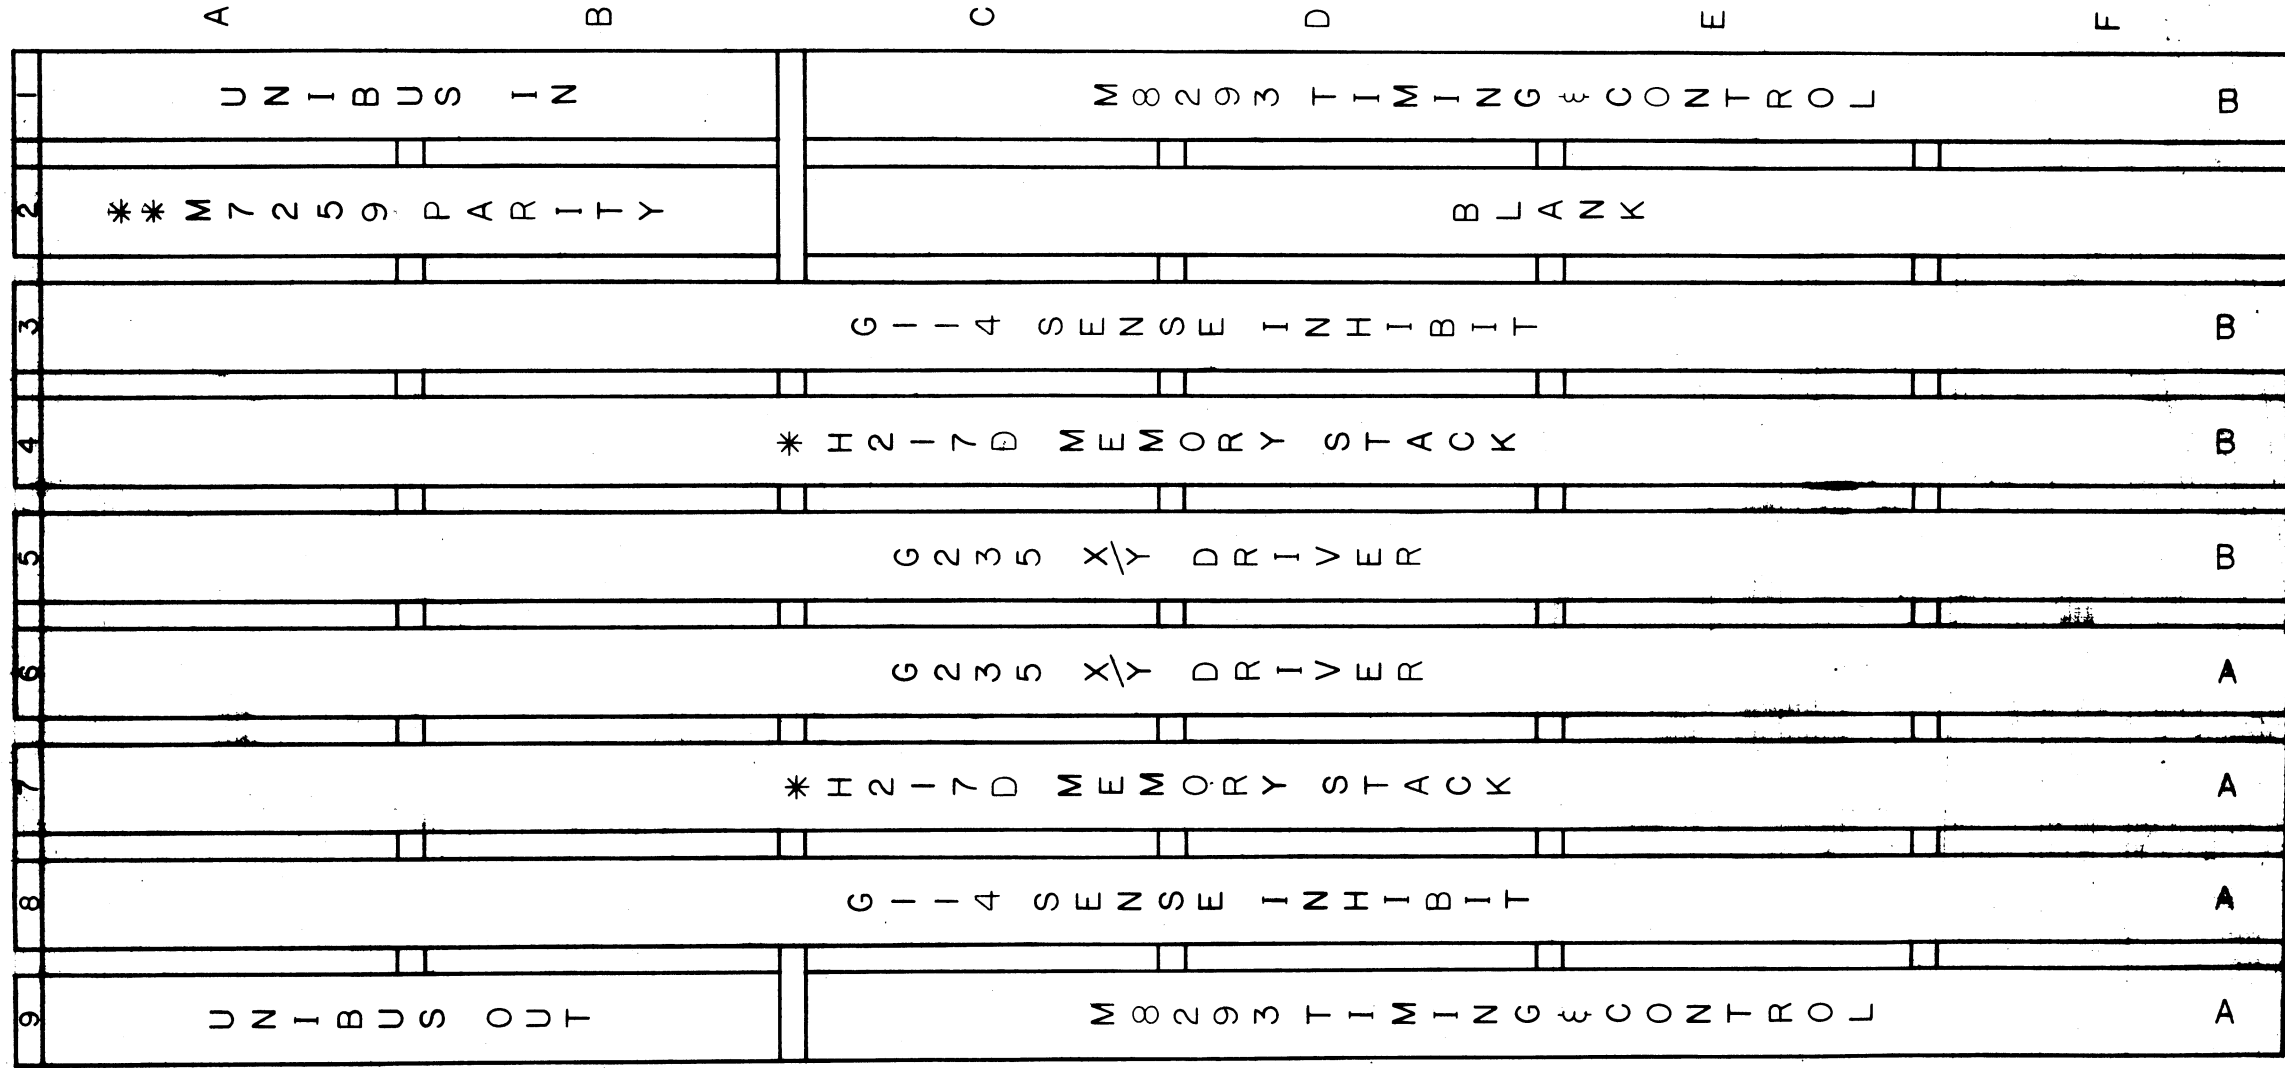 A B C D E F
1 UNIBUS IN M8293 TIMING & CONTROL B
2 ** M7259 PARITY BLANK
3 G114 SENSE INHIBIT B
4 * H217D MEMORY STACK B
5 G235 X/Y DRIVER B
6 G235 X/Y DRIVER A
7 * H217D MEMORY STACK A
8 G114 SENSE INHIBIT A
9 UNIBUS OUT M8293 TIMING & CONTROL A